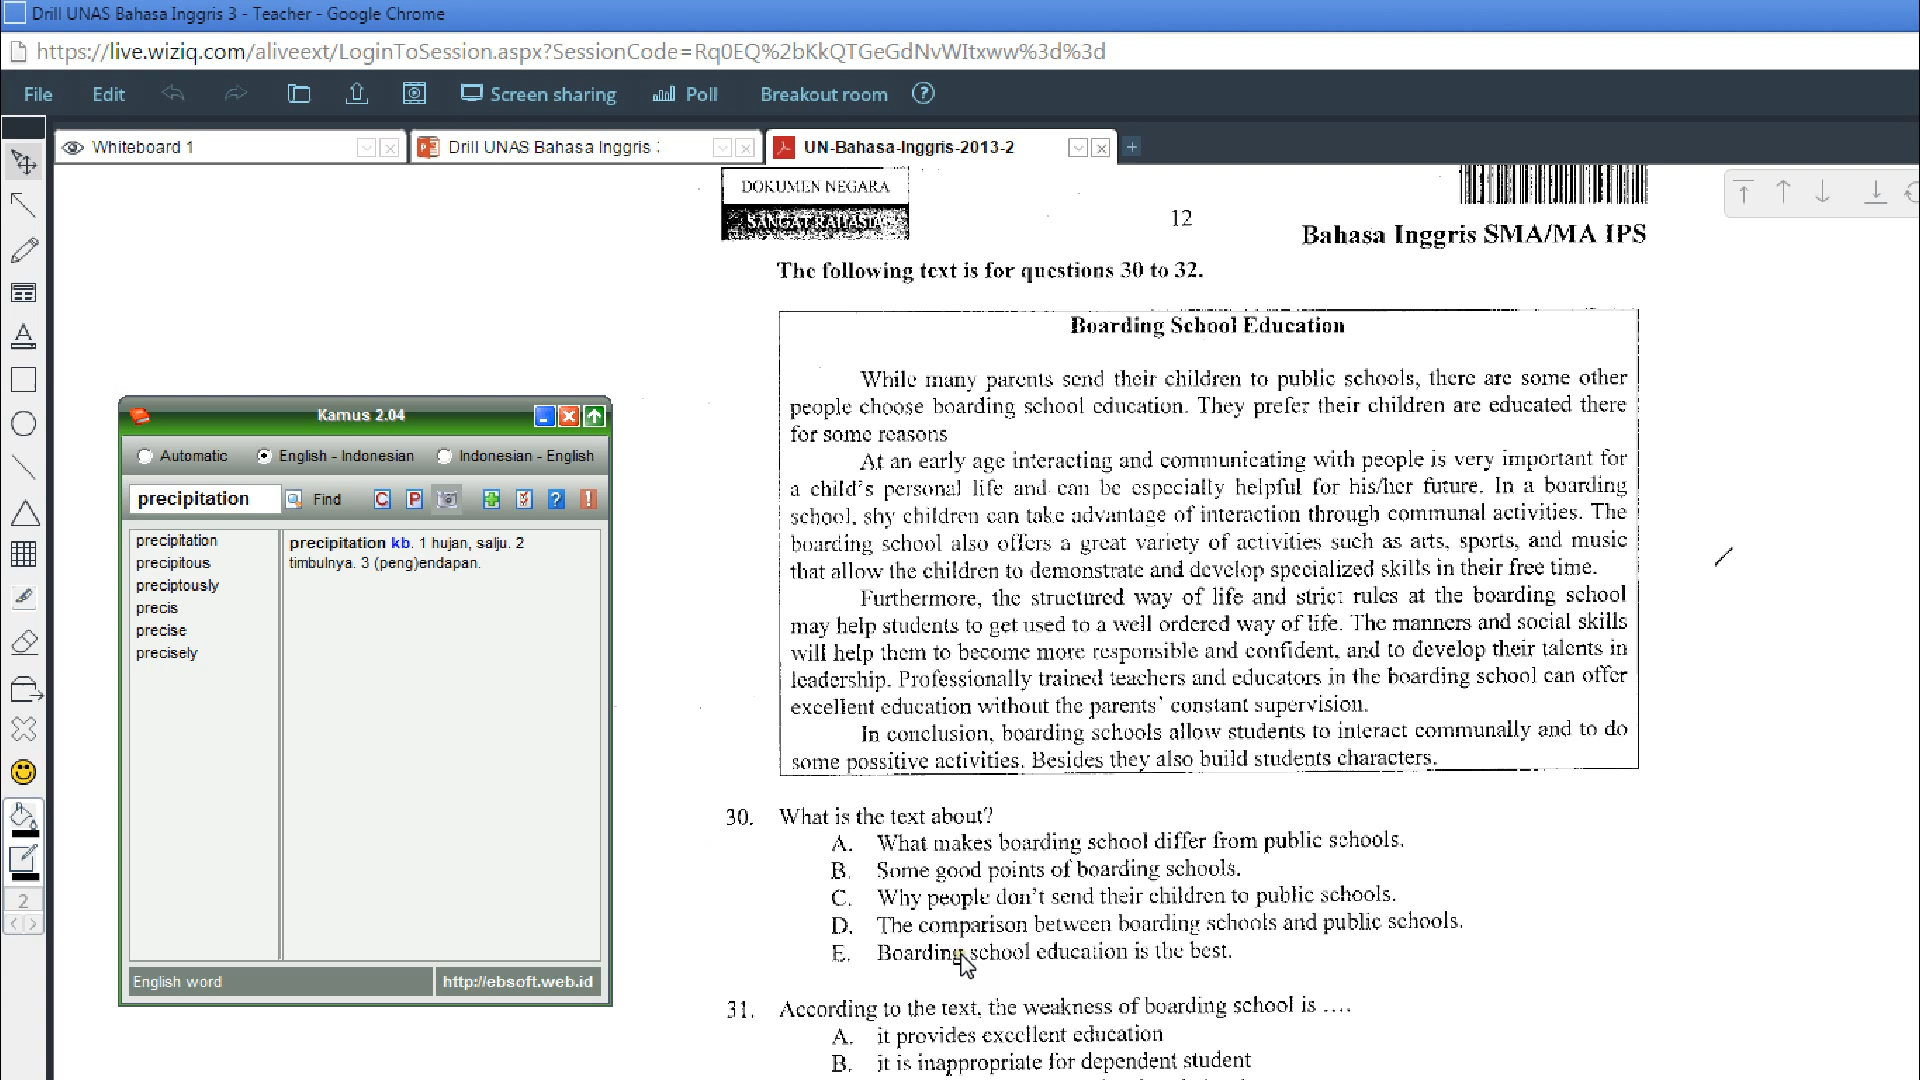 Drill UNAS Bahasa Inggris 3 - Teacher - Google Chrome
https://live.wiziq.com/aliveext/LoginToSession.aspx?SessionCode=Rq0EQ%2bKkQTGeGdNvWItxww%3d%3d
File Edit Screen sharing Poll Breakout room ?
Whiteboard 1
Drill UNAS Bahasa Inggris
UN-Bahasa-Inggris-2013-2
DOKUMEN NEGARA
SANGAT RAHASIA
12
Bahasa Inggris SMA/MA IPS
The following text is for questions 30 to 32.
Boarding School Education
While many parents send their children to public schools, there are some other
people choose boarding school education. They prefer their children are educated there
for some reasons
At an early age interacting and communicating with people is very important for
a child's personal life and can be especially helpful for his/her future. In a boarding
school, shy children can take advantage of interaction through communal activities. The
boarding school also offers a great variety of activities such as arts, sports, and music
that allow the children to demonstrate and develop specialized skills in their free time.
Furthermore, the structured way of life and strict rules at the boarding school
may help students to get used to a well ordered way of life. The manners and social skills
will help them to become more responsible and confident, and to develop their talents in
leadership. Professionally trained teachers and educators in the boarding school can offer
excellent education without the parents' constant supervision.
In conclusion, boarding schools allow students to interact communally and to do
some possitive activities. Besides they also build students characters.
30. What is the text about?
A. What makes boarding school differ from public schools.
B. Some good points of boarding schools.
C. Why people don't send their children to public schools.
D. The comparison between boarding schools and public schools.
E. Boarding school education is the best.
31. According to the text, the weakness of boarding school is ....
A. it provides excellent education
B. it is inappropriate for dependent student
Kamus 2.04
Automatic English - Indonesian Indonesian - English
precipitation Find C P ? !
precipitation
precipitous
preciptously
precis
precise
precisely
precipitation kb. 1 hujan, salju. 2
timbulnya. 3 (peng)endapan.
English word
http://ebsoft.web.id
2